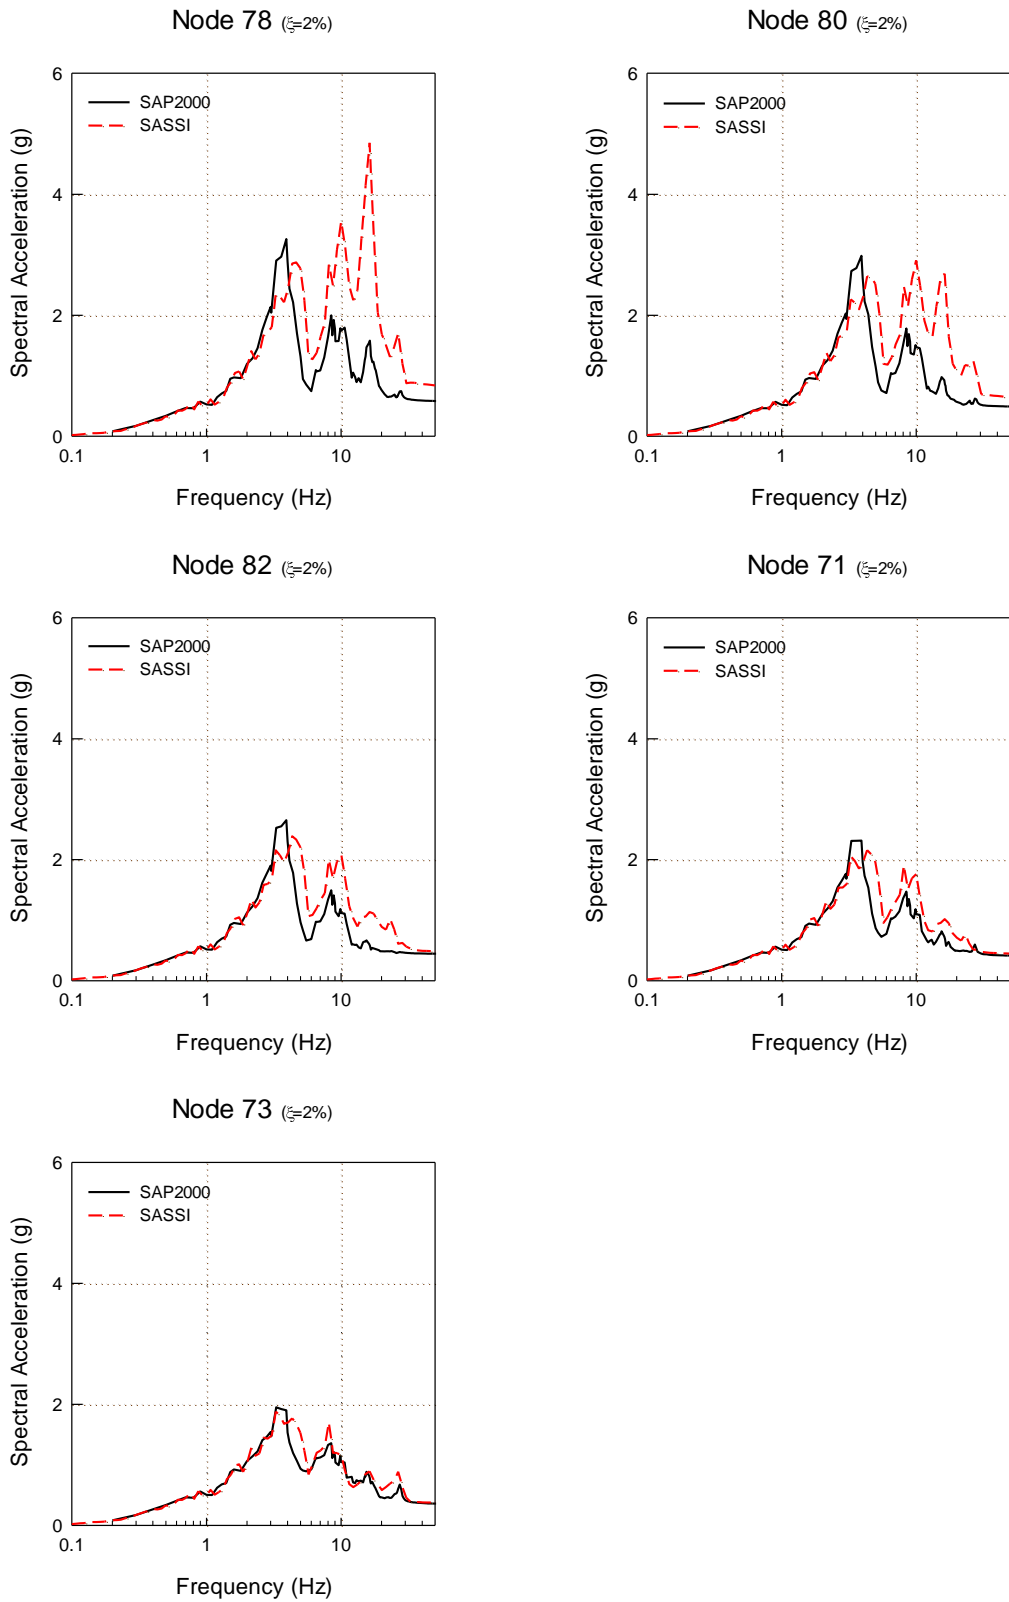 Node 78 (ξ=2%)
Spectral Acceleration (g)
6
4
2
0
SAP2000
SASSI
0.1 1 10
Frequency (Hz)
Node 80 (ξ=2%)
Spectral Acceleration (g)
6
4
2
0
SAP2000
SASSI
0.1 1 10
Frequency (Hz)
Node 82 (ξ=2%)
Spectral Acceleration (g)
6
4
2
0
SAP2000
SASSI
0.1 1 10
Frequency (Hz)
Node 71 (ξ=2%)
Spectral Acceleration (g)
6
4
2
0
SAP2000
SASSI
0.1 1 10
Frequency (Hz)
Node 73 (ξ=2%)
Spectral Acceleration (g)
6
4
2
0
SAP2000
SASSI
0.1 1 10
Frequency (Hz)